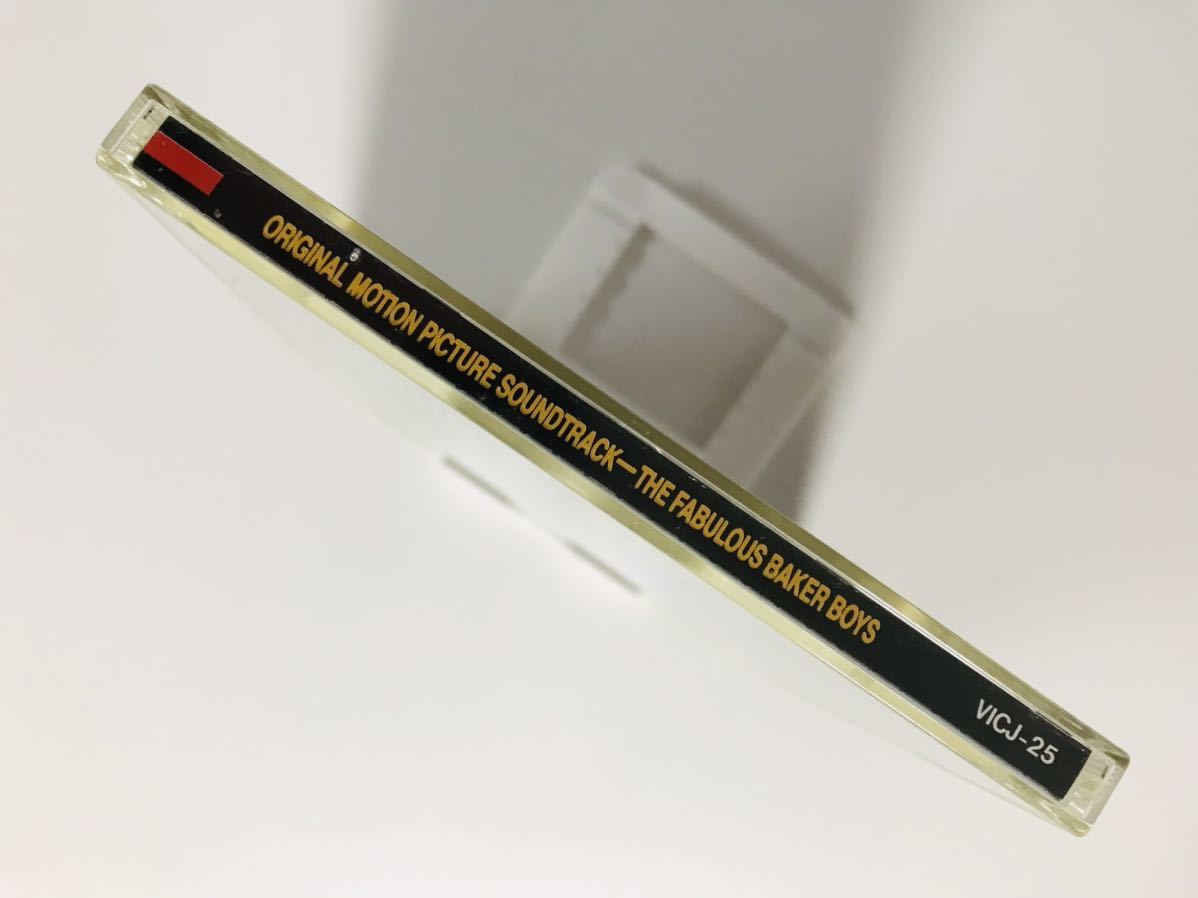 ORIGINAL MOTION PICTURE SOUNDTRACK—THE FABULOUS BAKER BOYS
VICJ-25